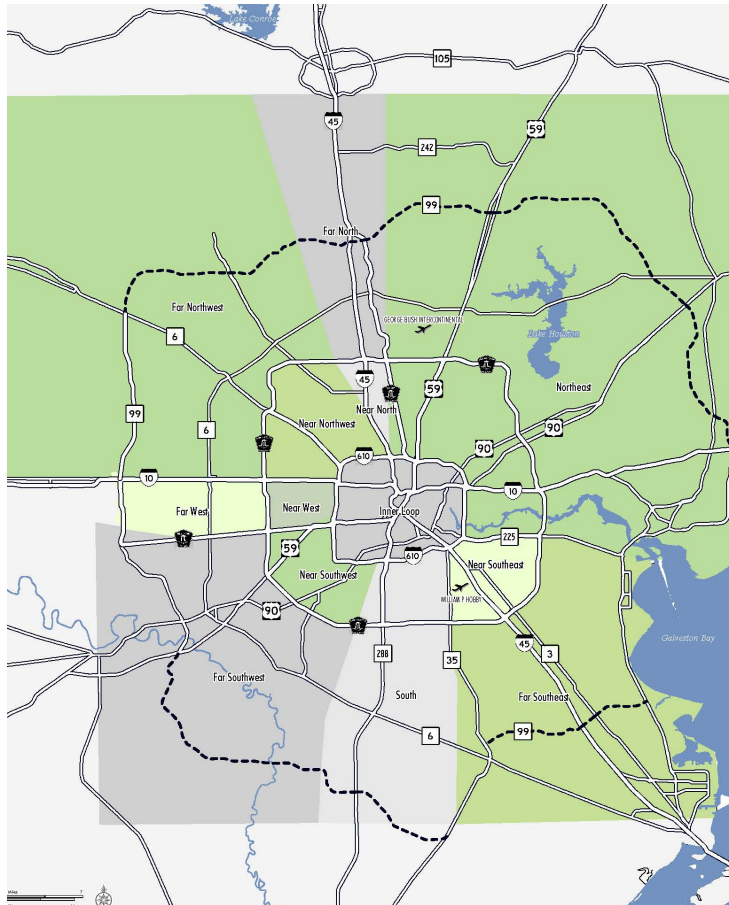 Lake Conroe
105
45
59
242
99
Far North
Far Northwest
GEORGE BUSH INTERCONTINENTAL
Lake Houston
6
45
59
Northeast
99
Near North
6
Near Northwest
90
90
610
10
10
Far West
Near West
Inner Loop
225
59
610
Near Southeast
Near Southwest
90
WILLIAM P HOBBY
Galveston Bay
45
3
288
35
Far Southwest
South
Far Southeast
6
99
Miles